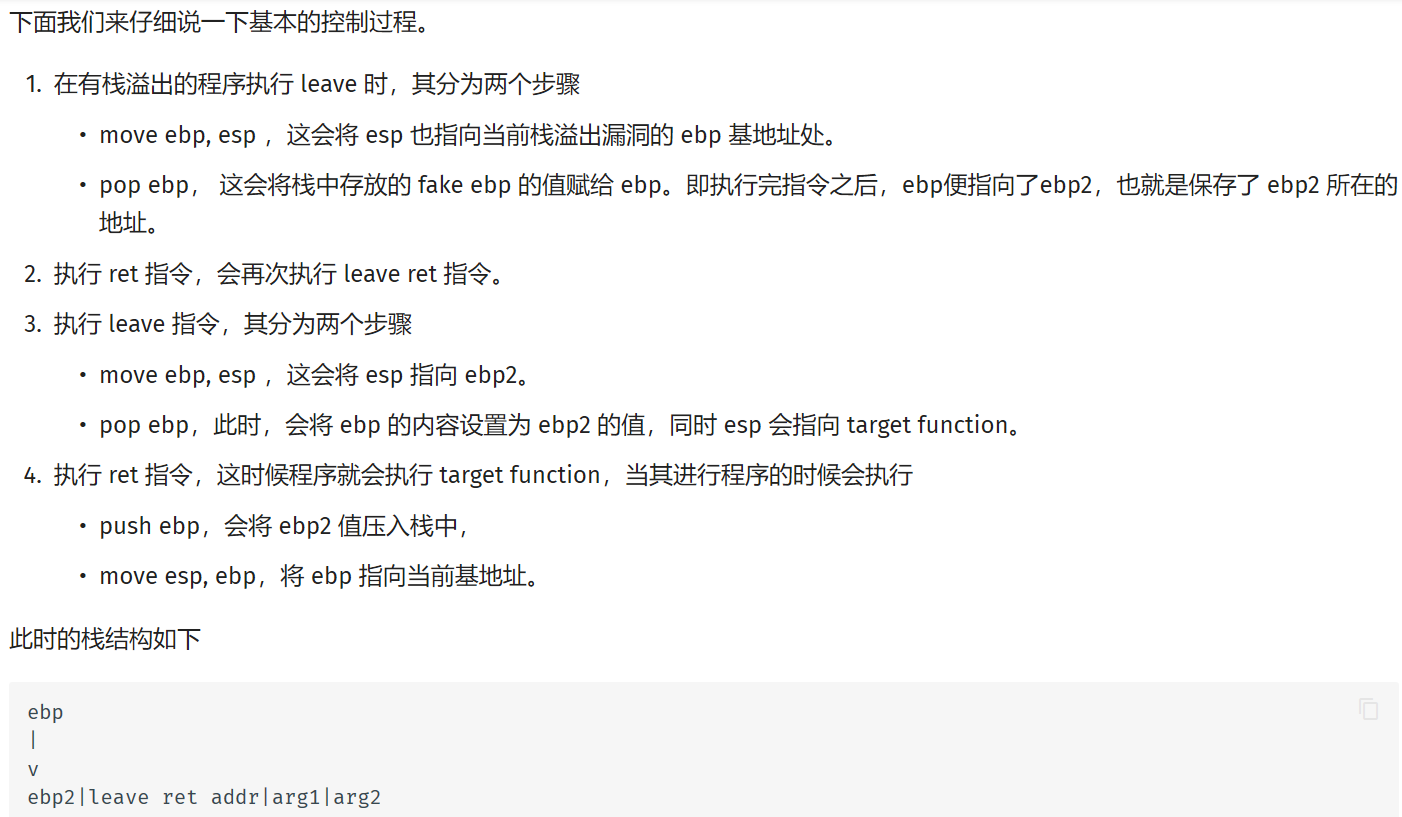 下面我们来仔细说一下基本的控制过程。
1. 在有栈溢出的程序执行 leave 时，其分为两个步骤
• move ebp, esp ，这会将 esp 也指向当前栈溢出漏洞的 ebp 基地址处。
• pop ebp， 这会将栈中存放的 fake ebp 的值赋给 ebp。即执行完指令之后，ebp便指向了ebp2，也就是保存了 ebp2 所在的
地址。
2. 执行 ret 指令，会再次执行 leave ret 指令。
3. 执行 leave 指令，其分为两个步骤
• move ebp, esp ，这会将 esp 指向 ebp2。
• pop ebp，此时，会将 ebp 的内容设置为 ebp2 的值，同时 esp 会指向 target function。
4. 执行 ret 指令，这时候程序就会执行 target function，当其进行程序的时候会执行
• push ebp，会将 ebp2 值压入栈中，
• move esp, ebp，将 ebp 指向当前基地址。
此时的栈结构如下
ebp
|
v
ebp2|leave ret addr|arg1|arg2